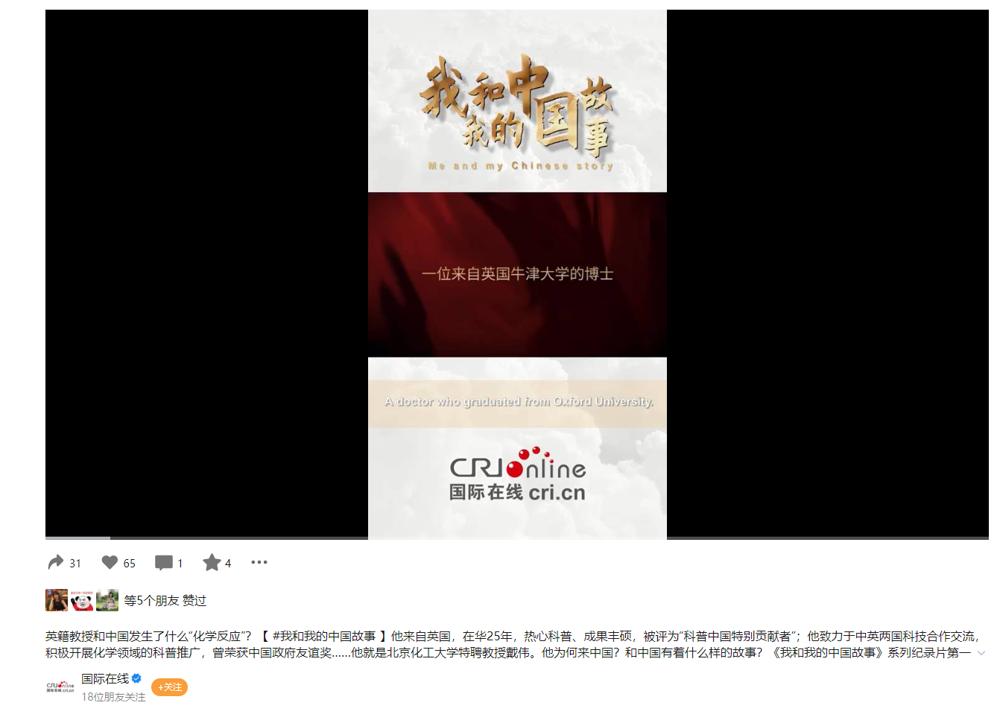 我和我的中国故事
Me and my Chinese story
一位来自英国牛津大学的博士
A doctor who graduated from Oxford University.
CRI online
国际在线 cri.cn
31 65 1 4
等5个朋友 赞过
英籍教授和中国发生了什么“化学反应”？【 #我和我的中国故事 】他来自英国，在华25年，热心科普、成果丰硕，被评为“科普中国特别贡献者”；他致力于中英两国科技合作交流，
积极开展化学领域的科普推广，曾荣获中国政府友谊奖……他就是北京化工大学特聘教授戴伟。他为何来中国？和中国有着什么样的故事？《我和我的中国故事》系列纪录片第一
CRI online
国际在线 cri.cn
国际在线
+关注
18位朋友关注